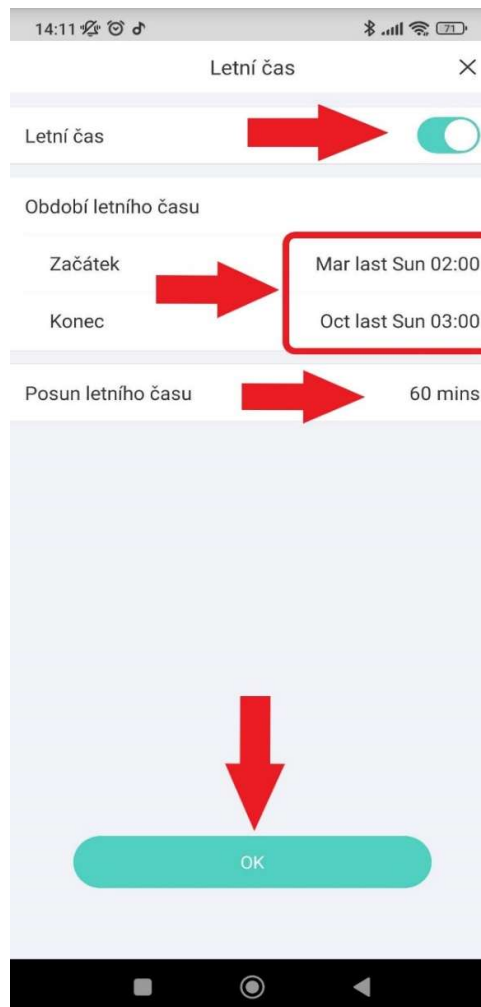 14:11
71
Letní čas
Letní čas
Období letního času
Začátek Mar last Sun 02:00
Konec Oct last Sun 03:00
Posun letního času 60 mins
OK